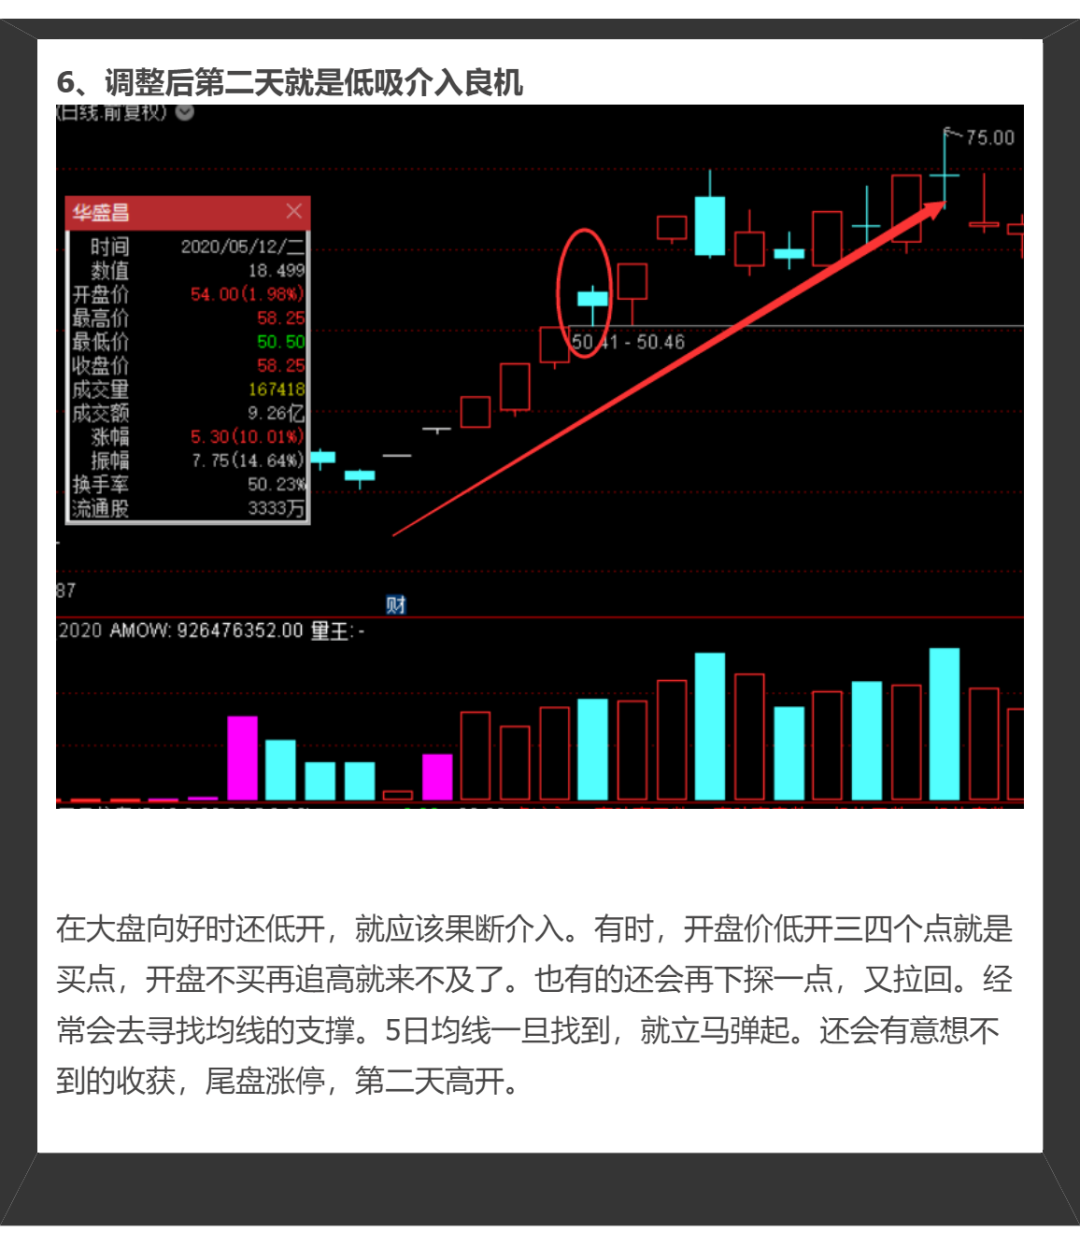 6、调整后第二天就是低吸介入良机
(日线.前复权)
75.00
华盛昌
时间 2020/05/12/二
数值 18.499
开盘价 54.00(1.98%)
最高价 58.25
最低价 50.50
收盘价 58.25
成交量 167418
成交额 9.26亿
涨幅 5.30(10.01%)
振幅 7.75(14.64%)
换手率 50.23%
流通股 3333万
50.41 - 50.46
87
财
2020 AMOW: 926476352.00 量王: -
在大盘向好时还低开，就应该果断介入。有时，开盘价低开三四个点就是
买点，开盘不买再追高就来不及了。也有的还会再下探一点，又拉回。经
常会去寻找均线的支撑。5日均线一旦找到，就立马弹起。还会有意想不
到的收获，尾盘涨停，第二天高开。